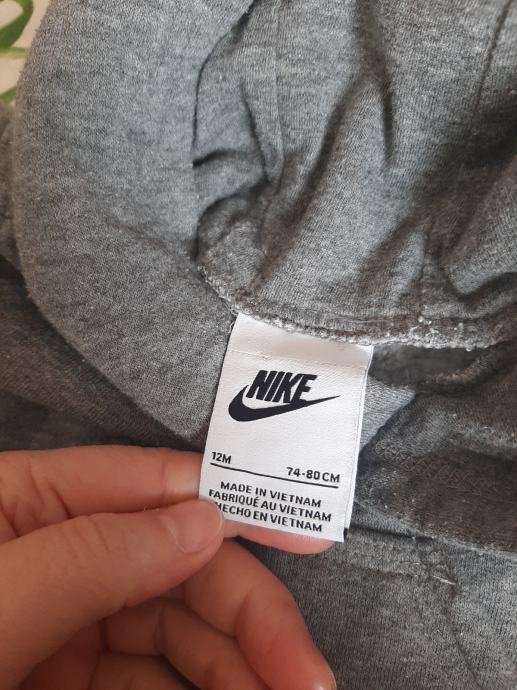 NIKE
12M
74-80CM
MADE IN VIETNAM
FABRIQUÉ AU VIETNAM
HECHO EN VIETNAM